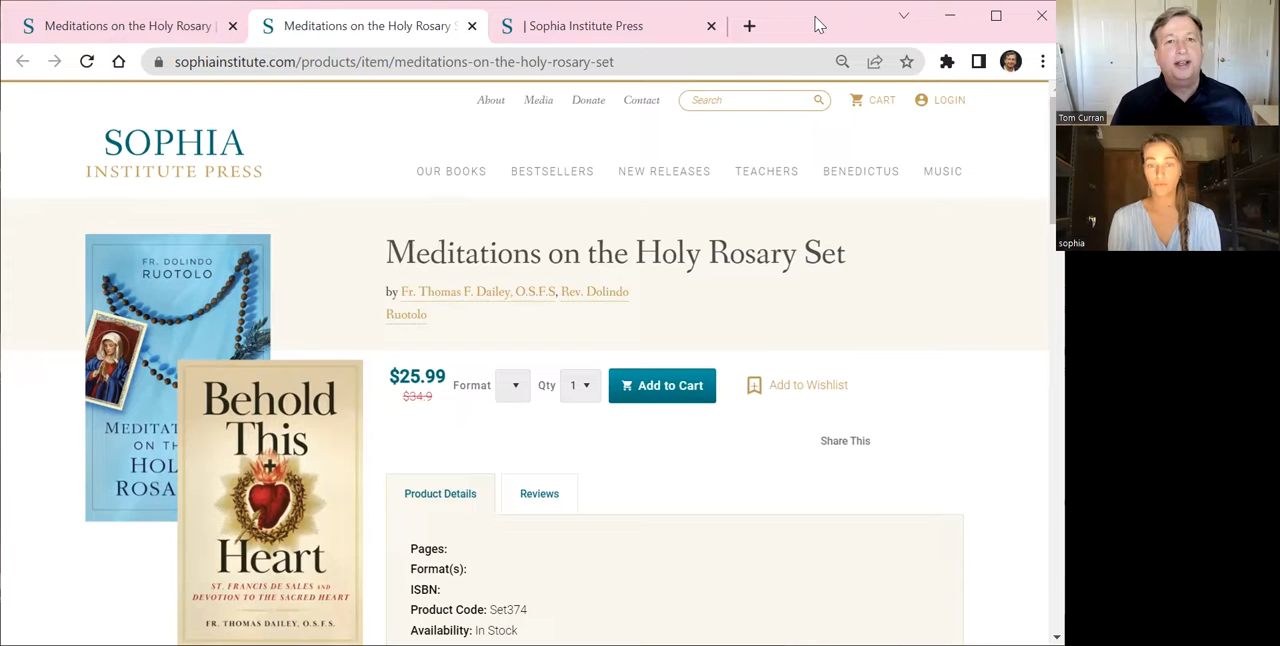 Meditations on the Holy Rosary |
Meditations on the Holy Rosary S
| Sophia Institute Press
sophiainstitute.com/products/item/meditations-on-the-holy-rosary-set
About Media Donate Contact Search CART LOGIN
SOPHIA
INSTITUTE PRESS
OUR BOOKS BESTSELLERS NEW RELEASES TEACHERS BENEDICTUS MUSIC
FR. DOLINDO
RUOTOLO
MEDITAT
ON TH
HOL
ROSA
Behold
This
Heart
ST. FRANCIS DE SALES AND
DEVOTION TO THE SACRED HEART
FR. THOMAS DAILEY, O.S.F.S.
Meditations on the Holy Rosary Set
by Fr. Thomas F. Dailey, O.S.F.S, Rev. Dolindo
Ruotolo
$25.99 Format Qty 1 Add to Cart Add to Wishlist
$34.9
Share This
Product Details Reviews
Pages:
Format(s):
ISBN:
Product Code: Set374
Availability: In Stock
Tom Curran
sophia